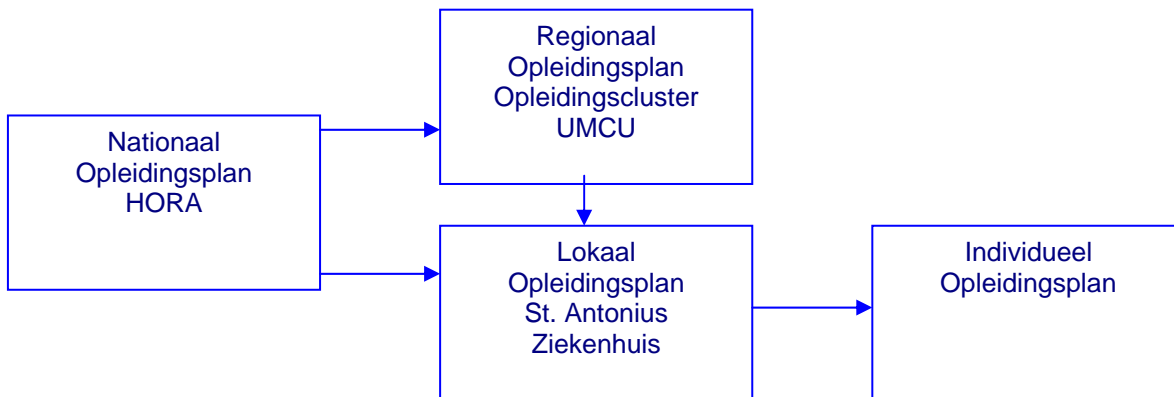 Regionaal
Opleidingsplan
Opleidingscluster
UMCU
Nationaal
Opleidingsplan
HORA
Lokaal
Opleidingsplan
St. Antonius
Ziekenhuis
Individueel
Opleidingsplan